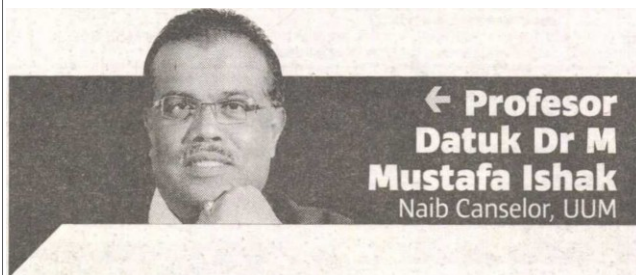 ← Profesor
Datuk Dr M
Mustafa Ishak
Naib Canselor, UUM